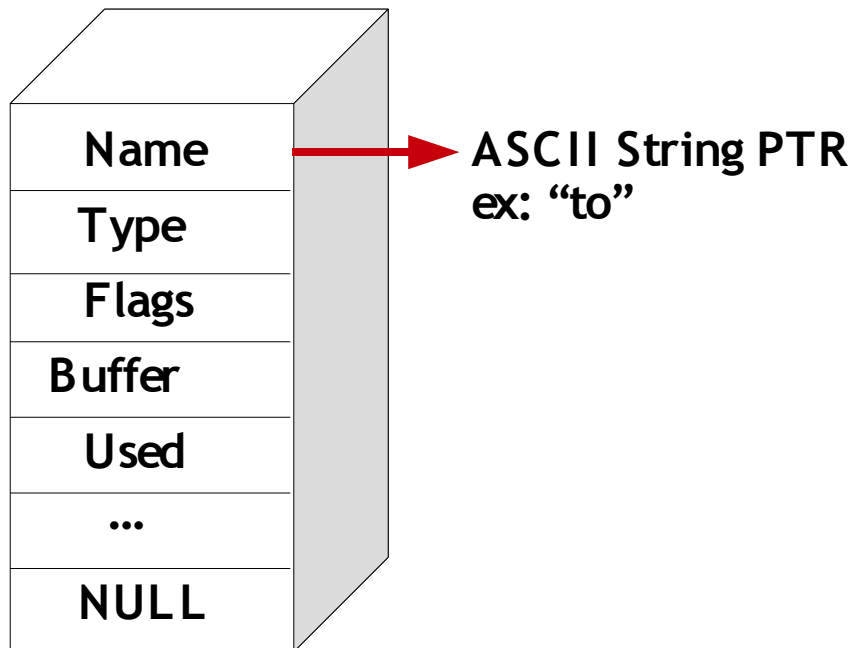 Name
ASCII String PTR
ex: “to”
Type
Flags
Buffer
Used
...
NULL